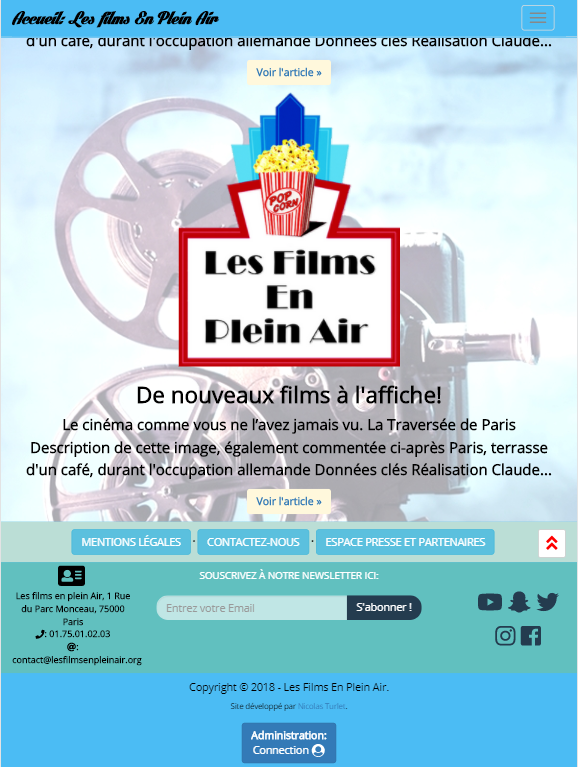 Accueil: Les films En Plein Air
d'un café, durant l'occupation allemande Données clés Réalisation Claude...
Voir l'article »
POP
CORN
Les Films
En
Plein Air
De nouveaux films à l'affiche!
Le cinéma comme vous ne l'avez jamais vu. La Traversée de Paris
Description de cette image, également commentée ci-après Paris, terrasse
d'un café, durant l'occupation allemande Données clés Réalisation Claude...
Voir l'article »
MENTIONS LÉGALES · CONTACTEZ-NOUS · ESPACE PRESSE ET PARTENAIRES
Les films en plein Air, 1 Rue
du Parc Monceau, 75000
Paris
: 01.75.01.02.03
@:
contact@lesfilmsenpleinair.org
SOUSCRIVEZ À NOTRE NEWSLETTER ICI:
Entrez votre Email
S'abonner !
Copyright © 2018 - Les Films En Plein Air.
Site développé par Nicolas Turles.
Administration:
Connection